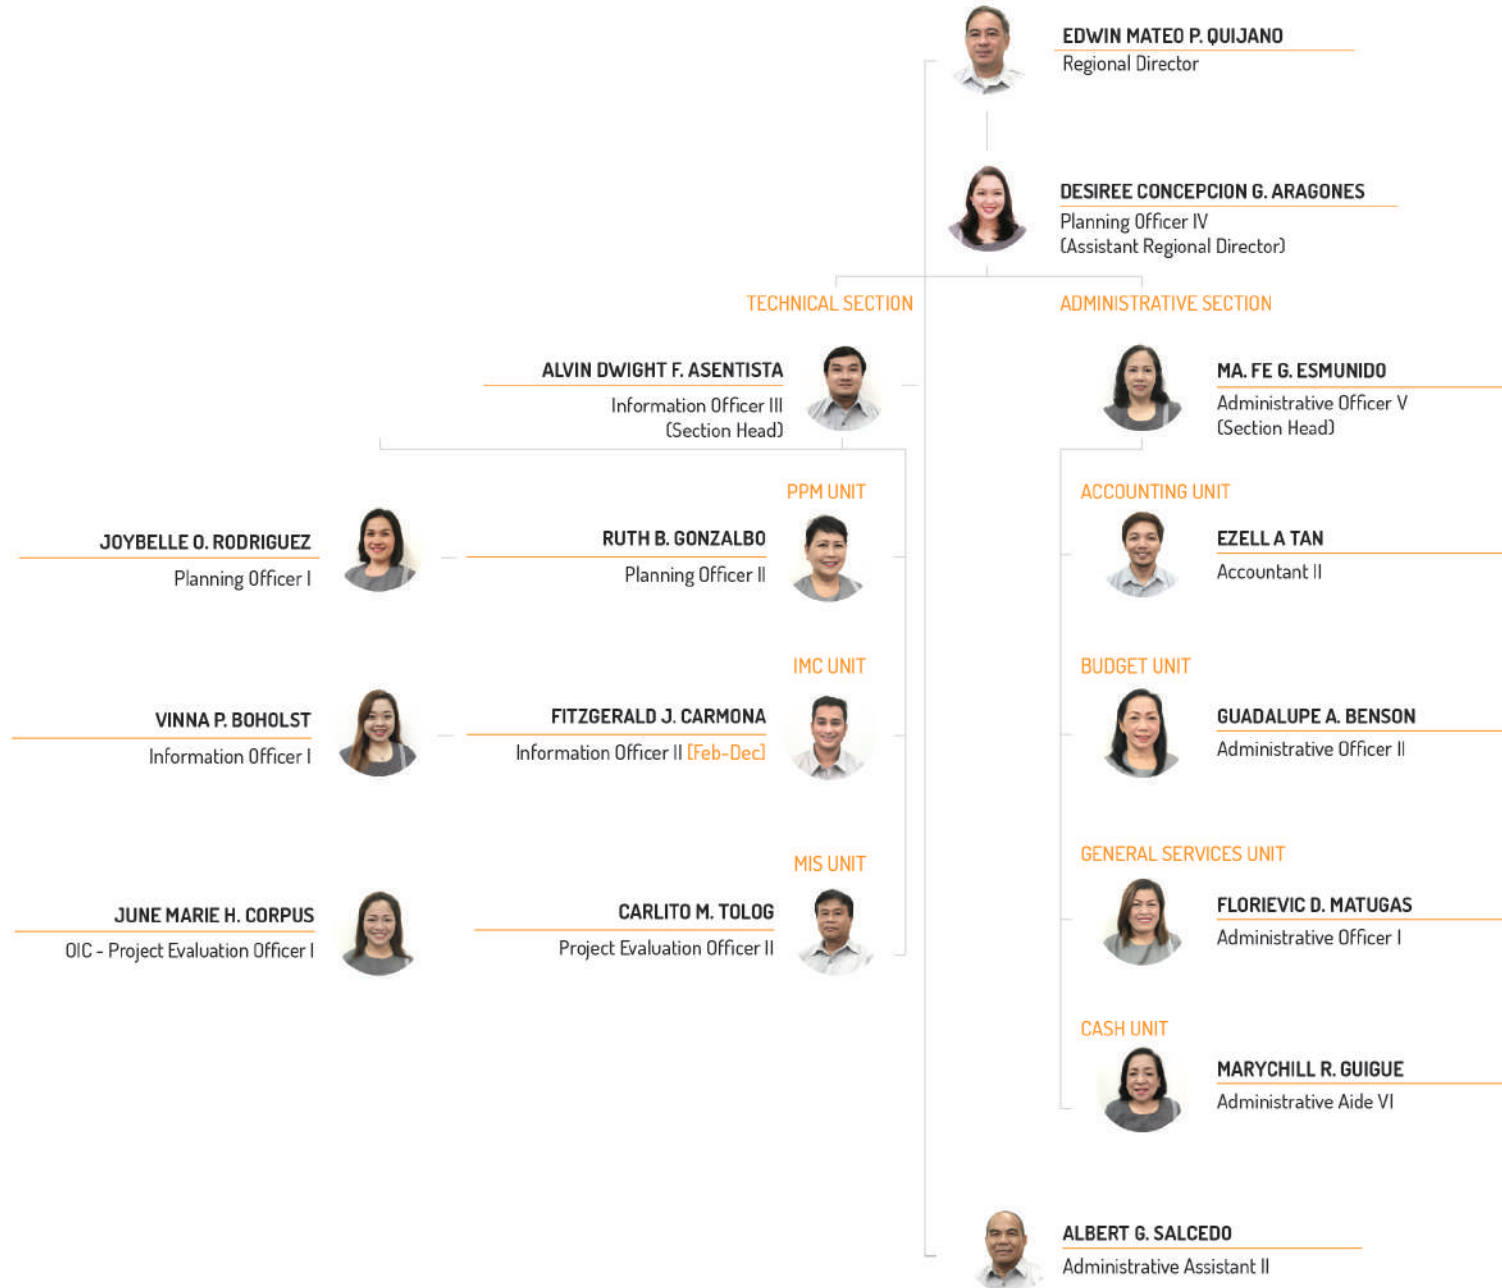 EDWIN MATEO P. QUIJANO
Regional Director
DESIREE CONCEPCION G. ARAGONES
Planning Officer IV
(Assistant Regional Director)
TECHNICAL SECTION
ALVIN DWIGHT F. ASENTISTA
Information Officer III
(Section Head)
PPM UNIT
RUTH B. GONZALBO
Planning Officer II
JOYBELLE O. RODRIGUEZ
Planning Officer I
IMC UNIT
FITZGERALD J. CARMONA
Information Officer II [Feb-Dec]
VINNA P. BOHOLST
Information Officer I
MIS UNIT
CARLITO M. TOLOG
Project Evaluation Officer II
JUNE MARIE H. CORPUS
OIC - Project Evaluation Officer I
ADMINISTRATIVE SECTION
MA. FE G. ESMUNIDO
Administrative Officer V
(Section Head)
ACCOUNTING UNIT
EZELL A TAN
Accountant II
BUDGET UNIT
GUADALUPE A. BENSON
Administrative Officer II
GENERAL SERVICES UNIT
FLORIEVIC D. MATUGAS
Administrative Officer I
CASH UNIT
MARYCHILL R. GUIGUE
Administrative Aide VI
ALBERT G. SALCEDO
Administrative Assistant II